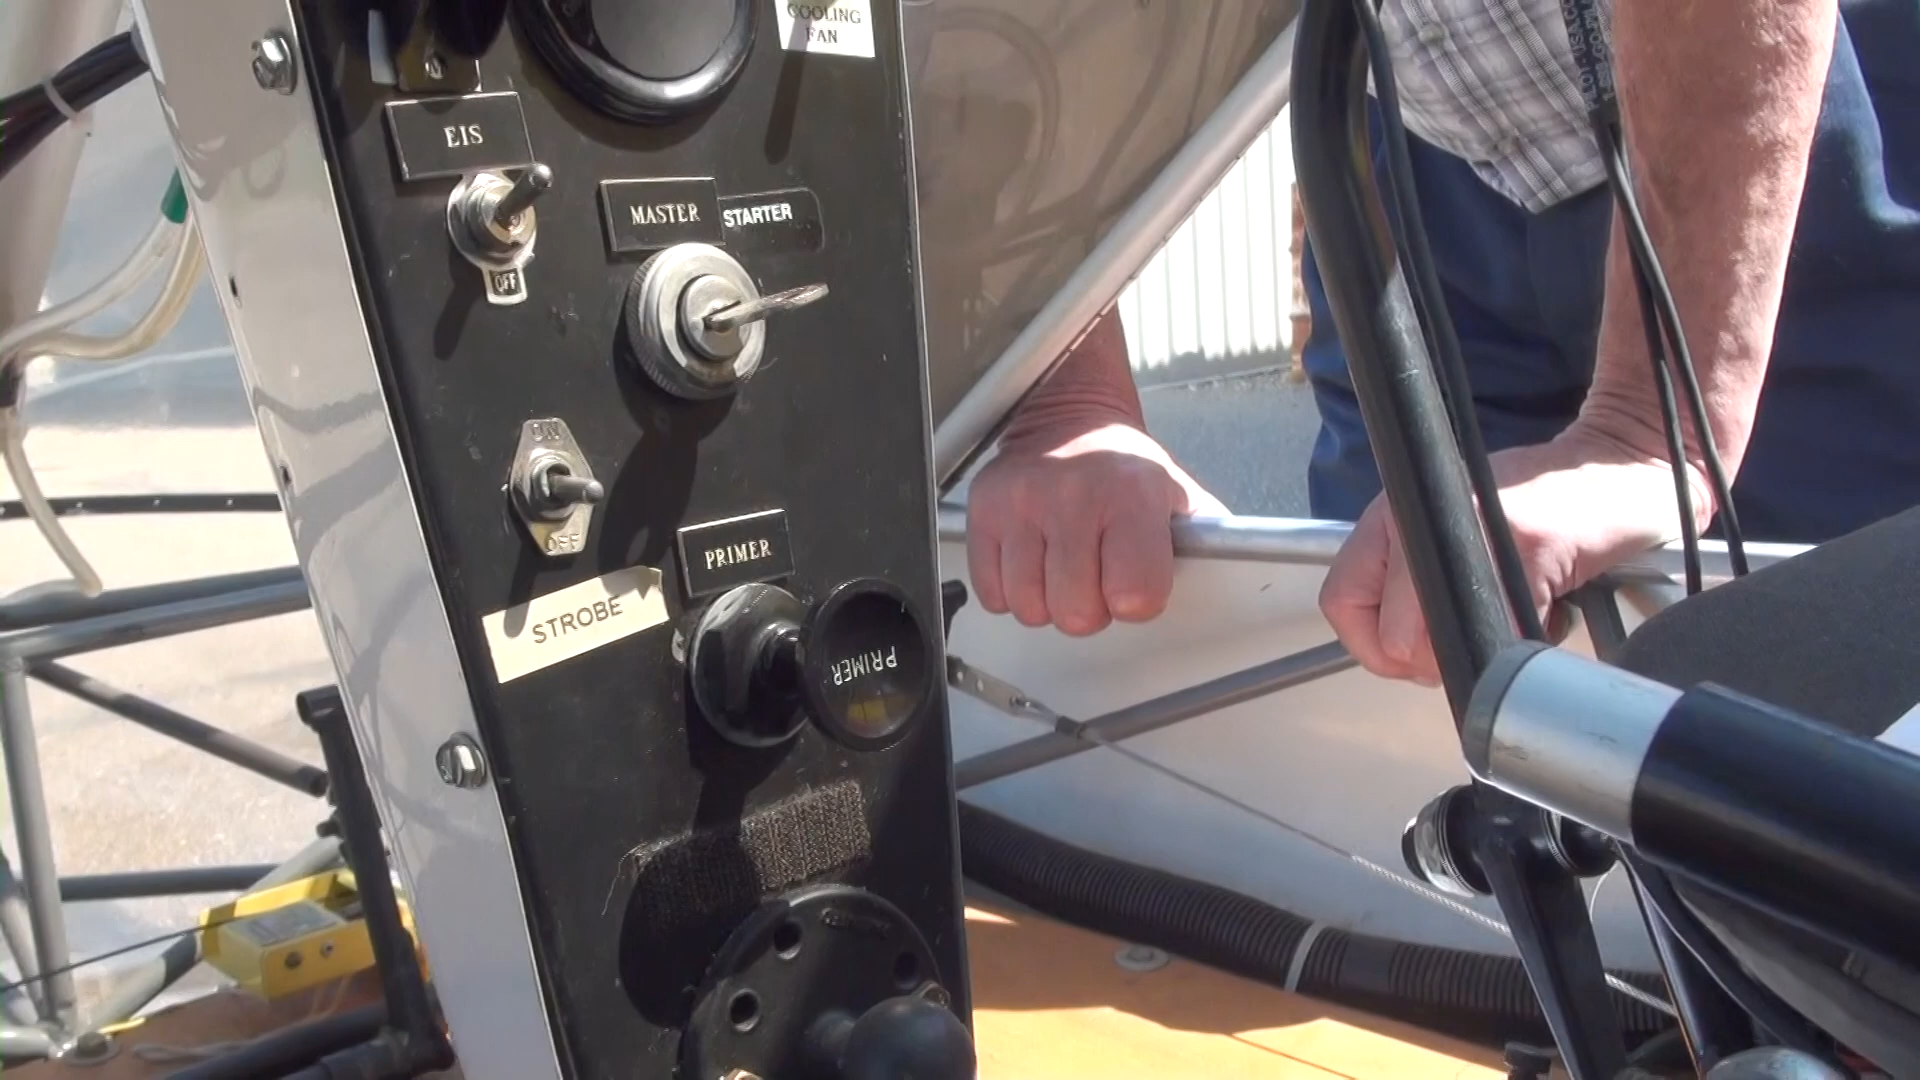 COOLING
FAN
EIS
OFF
MASTER
STARTER
ON
OFF
PRIMER
STROBE
PRIMER